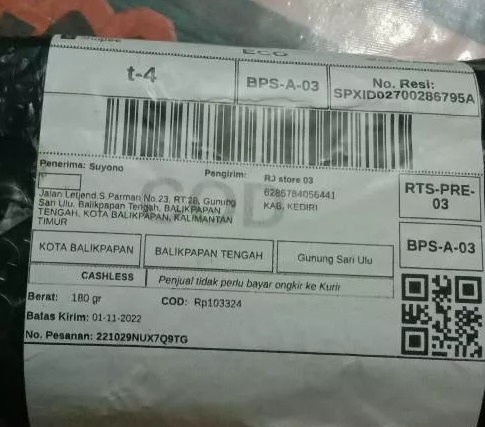 ECO
t-4
BPS-A-03
No. Resi:
SPXID02700286795A
Penerima: Suyono
Pengirim: RJ store 03
6285784056441
KAB. KEDIRI
Jalan Letjend.S.Parman No.23, RT.28, Gunung
Sari Ulu, Balikpapan Tengah, BALIKPAPAN
TENGAH, KOTA BALIKPAPAN, KALIMANTAN
TIMUR
COD
RTS-PRE-
03
BPS-A-03
KOTA BALIKPAPAN
BALIKPAPAN TENGAH
Gunung Sari Ulu
CASHLESS
Penjual tidak perlu bayar ongkir ke Kurir
Berat: 180 gr
COD: Rp103324
Batas Kirim: 01-11-2022
No. Pesanan: 221029NUX7Q9TG